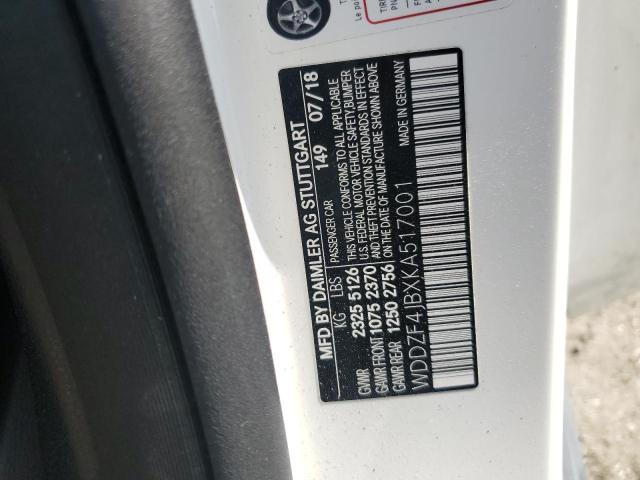 MFD BY DAIMLER AG STUTTGART
149 07/18
KG LBS PASSENGER CAR
GVWR 2325 5126
GAWR FRONT 1075 2370
GAWR REAR 1250 2756
THIS VEHICLE CONFORMS TO ALL APPLICABLE
U.S. FEDERAL MOTOR VEHICLE SAFETY, BUMPER
AND THEFT PREVENTION STANDARDS IN EFFECT
ON THE DATE OF MANUFACTURE SHOWN ABOVE
MADE IN GERMANY
WDDZF4JBXKA517001
Le
TIRE